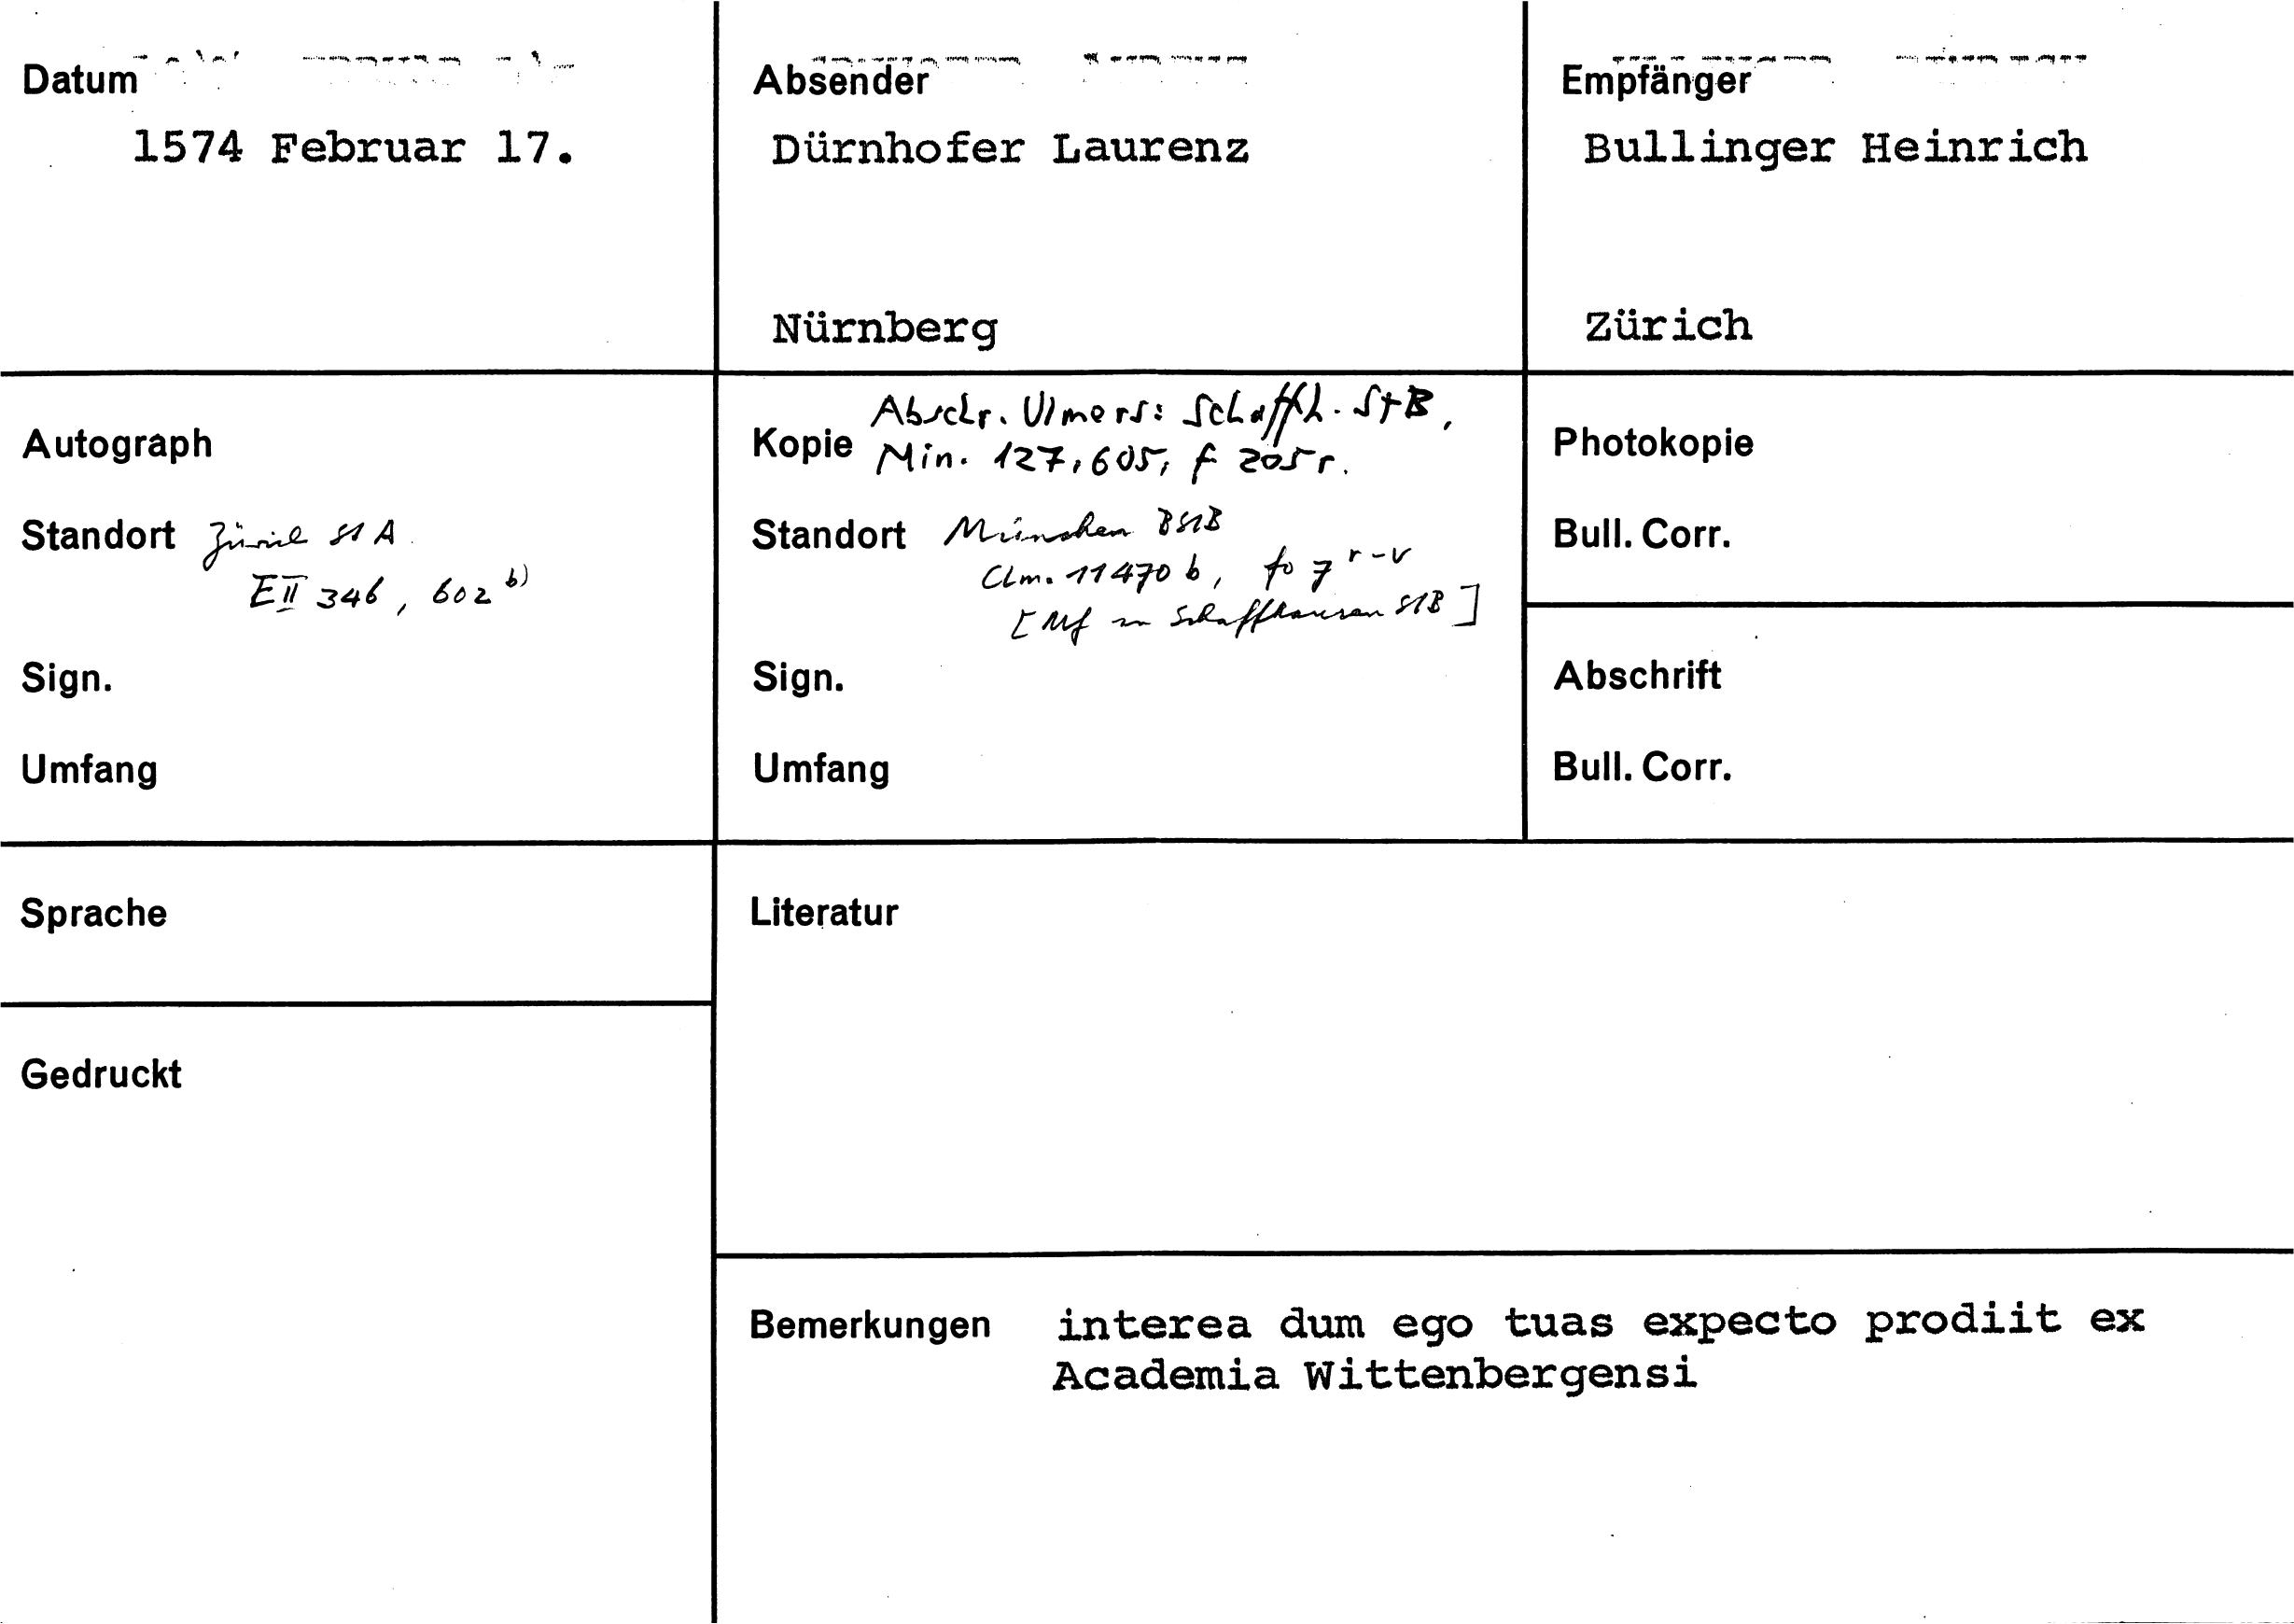 Datum
1574 Februar 17.
Absender
Dürnhofer Laurenz
Nürnberg
Empfänger
Bullinger Heinrich
Zürich
Autograph
Standort Zürich StA
E II 346, 602 b)
Sign.
Umfang
Kopie Abschr. Ulmers: Schaffh. StB,
Min. 127, 605, f 205r.
Standort München BStB
Clm. 11470 b, fo 7 r-v
[Mf in Schaffhausen StB]
Sign.
Umfang
Photokopie
Bull. Corr.
Abschrift
Bull. Corr.
Sprache
Gedruckt
Literatur
Bemerkungen interea dum ego tuas expecto prodiit ex
Academia Wittenbergensi